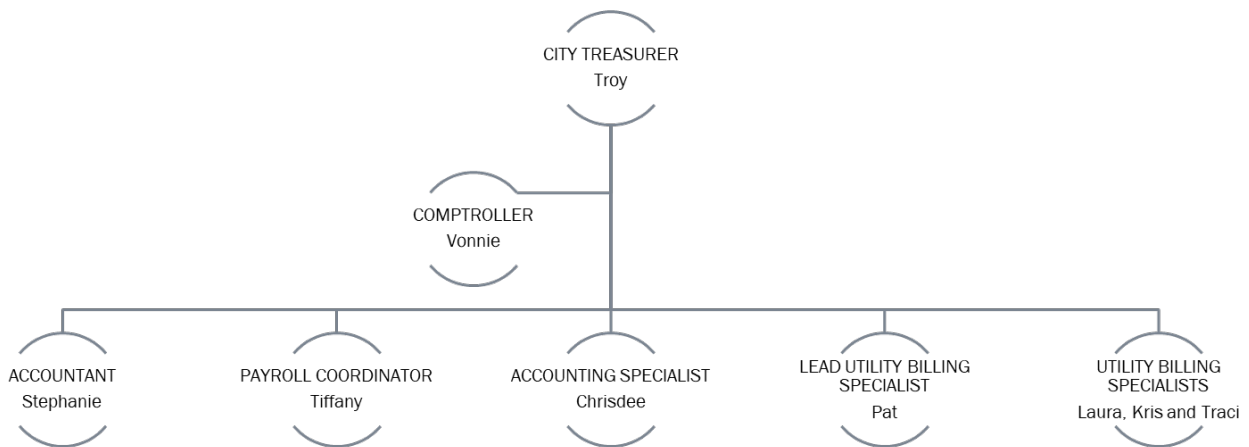 CITY TREASURER
Troy
COMPTROLLER
Vonnie
ACCOUNTANT
Stephanie
PAYROLL COORDINATOR
Tiffany
ACCOUNTING SPECIALIST
Chrisdee
LEAD UTILITY BILLING
SPECIALIST
Pat
UTILITY BILLING
SPECIALISTS
Laura, Kris and Traci